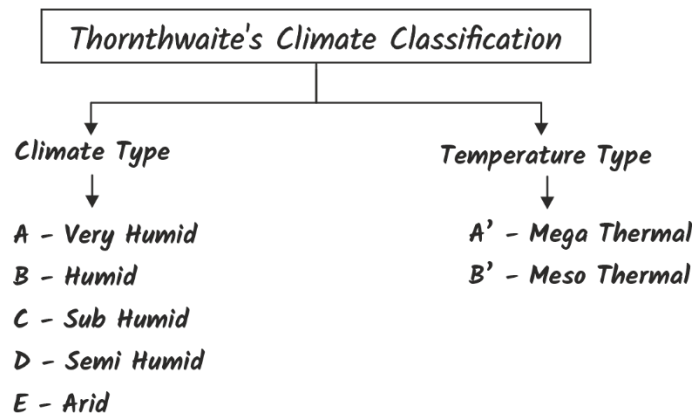 Thornthwaite's Climate Classification
Climate Type
A - Very Humid
B - Humid
C - Sub Humid
D - Semi Humid
E - Arid
Temperature Type
A’ - Mega Thermal
B’ - Meso Thermal